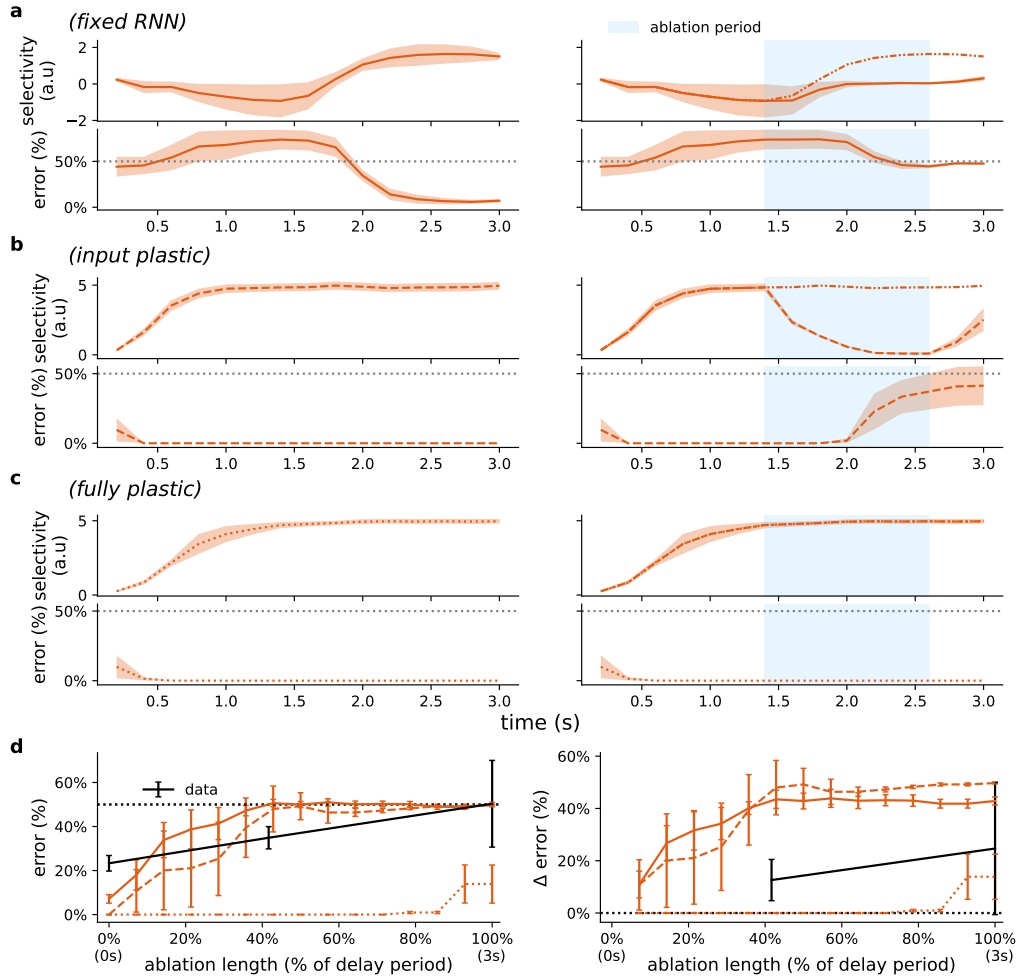 a
(fixed RNN)
ablation period
selectivity
(a.u)
2
0
−2
error (%)
50%
0%
0.5 1.0 1.5 2.0 2.5 3.0
0.5 1.0 1.5 2.0 2.5 3.0
b
(input plastic)
selectivity
(a.u)
5
0
5
0
error (%)
50%
0%
50%
0%
0.5 1.0 1.5 2.0 2.5 3.0
0.5 1.0 1.5 2.0 2.5 3.0
c
(fully plastic)
selectivity
(a.u)
5
0
error (%)
50%
0%
0.5 1.0 1.5 2.0 2.5 3.0
0.5 1.0 1.5 2.0 2.5 3.0
time (s)
d
error (%)
60%
40%
20%
0%
data
0% 20% 40% 60% 80% 100%
(0s) (3s)
ablation length (% of delay period)
Δ error (%)
60%
40%
20%
0%
0% 20% 40% 60% 80% 100%
(0s) (3s)
ablation length (% of delay period)